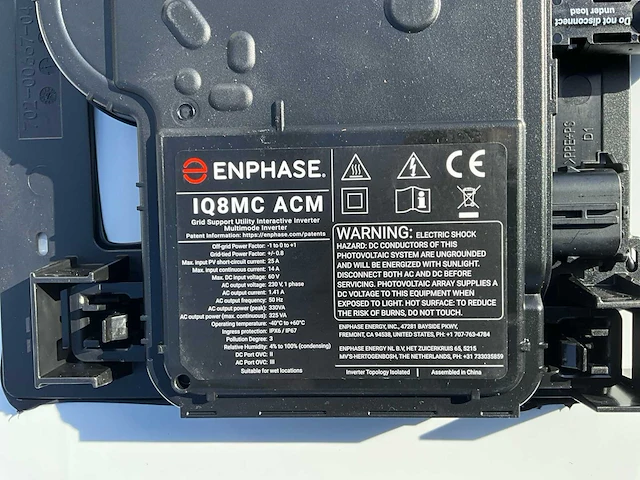 Do not disconnect
under load
PPE+PS
D1
ENPHASE.
IQ8MC ACM
Grid Support Utility Interactive Inverter
Multimode Inverter
Patent Information: https://enphase.com/patents
Off-grid Power Factor: -1 to 0 to +1
Grid-tied Power Factor: +/- 0.8
Max. input PV short-circuit current: 25 A
Max. input continuous current: 14 A
Max. DC input voltage: 60 V
AC output voltage: 230 V, 1 phase
AC output current: 1.41 A
AC output frequency: 50 Hz
AC output power (peak): 330VA
AC output power (max. continuous): 325 VA
Operating temperature: -40°C to +60°C
Ingress protection: IPX6 / IP67
Pollution Degree: 3
Relative Humidity: 4% to 100% (condensing)
DC Port OVC: II
AC Port OVC: III
Suitable for wet locations
CE
WARNING: ELECTRIC SHOCK
HAZARD: DC CONDUCTORS OF THIS
PHOTOVOLTAIC SYSTEM ARE UNGROUNDED
AND WILL BE ENERGIZED WITH SUNLIGHT.
DISCONNECT BOTH AC AND DC BEFORE
SERVICING. PHOTOVOLTAIC ARRAY SUPPLIES A
DC VOLTAGE TO THIS EQUIPMENT WHEN
EXPOSED TO LIGHT. HOT SURFACE: TO REDUCE
THE RISK OF BURNS, DO NOT TOUCH.
ENPHASE ENERGY, INC., 47281 BAYSIDE PKWY,
FREMONT CA 94538, UNITED STATES, PH: +1 707-763-4784
ENPHASE ENERGY NL B.V. HET ZUICERKRUIS 65, 5215
MV'S-HERTOGENBOSH, THE NETHERLANDS, PH: +31 733035859
Inverter Topology Isolated
Assembled in China